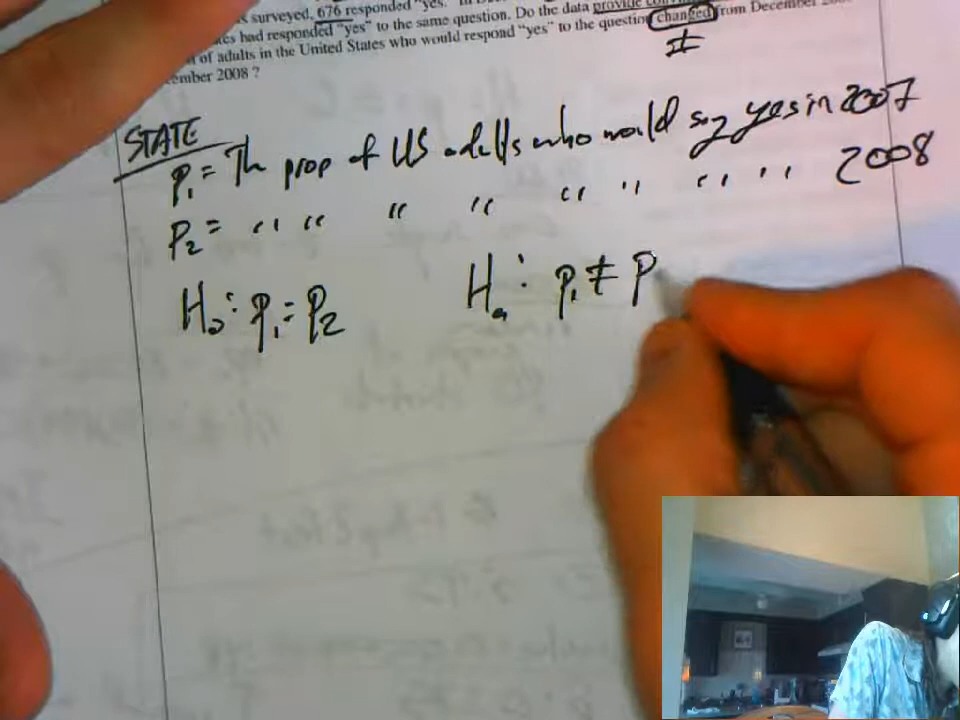 surveyed, 676 responded "yes." In
had responded "yes" to the same question. Do the data provide
of adults in the United States who would respond "yes" to the question changed from December
ember 2008 ?
STATE
p₁ = The prop of US adults who would say yes in 2007
P₂ = " " " " " " " " 2008
H₀ : p₁ = p₂ Hₐ : p₁ ≠ p